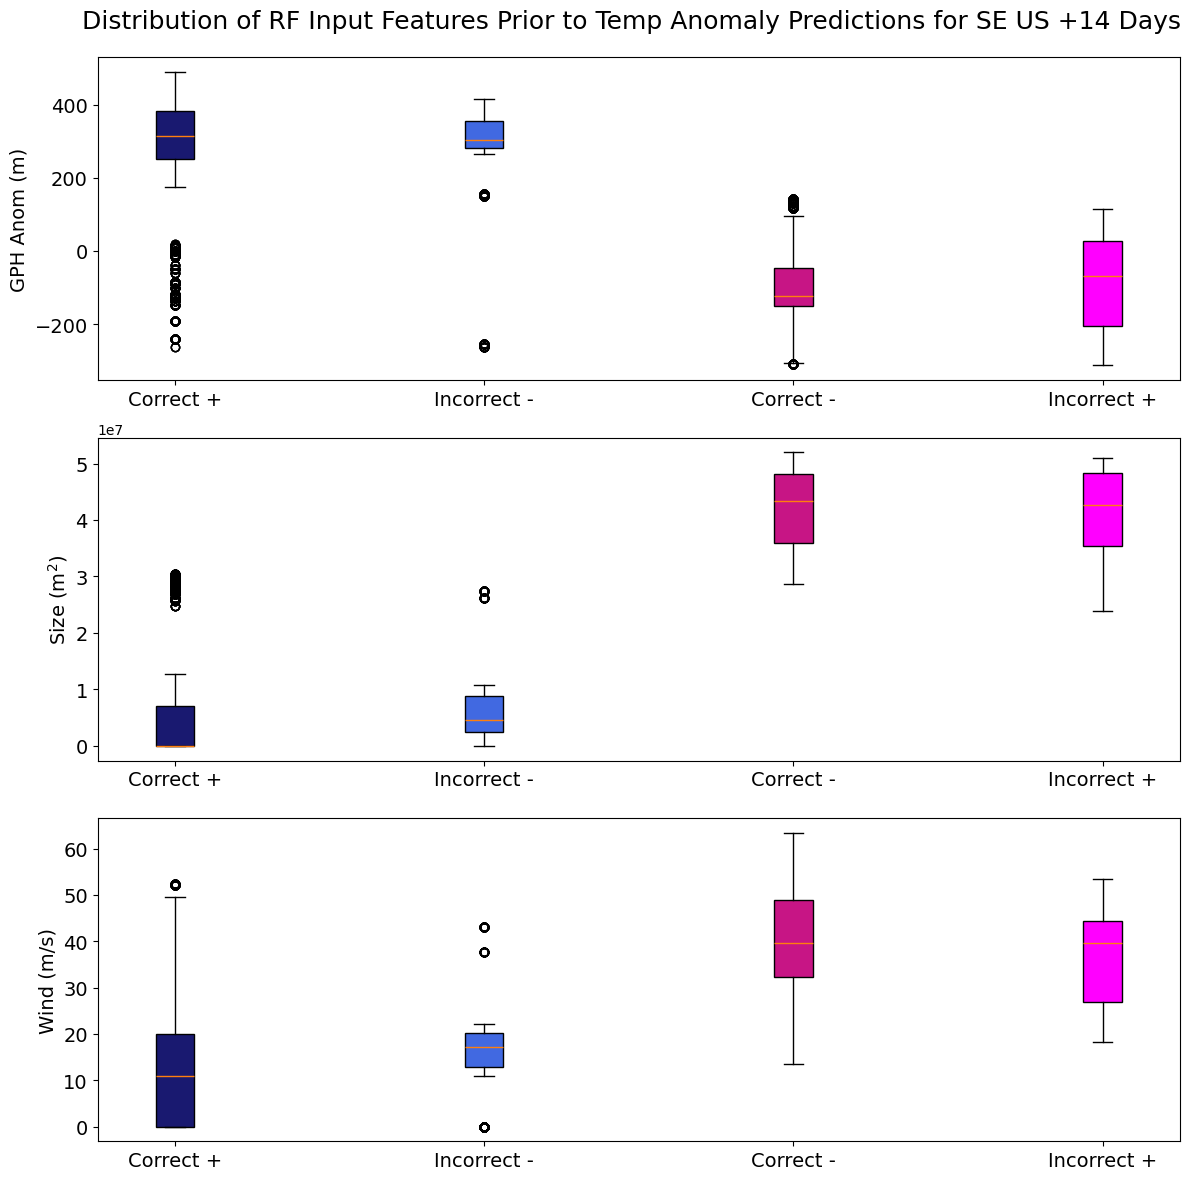 Distribution of RF Input Features Prior to Temp Anomaly Predictions for SE US +14 Days
GPH Anom (m)
400
200
0
−200
Correct +
Incorrect -
Correct -
Incorrect +
1e7
Size (m²)
5
4
3
2
1
0
Correct +
Incorrect -
Correct -
Incorrect +
Wind (m/s)
60
50
40
30
20
10
0
Correct +
Incorrect -
Correct -
Incorrect +